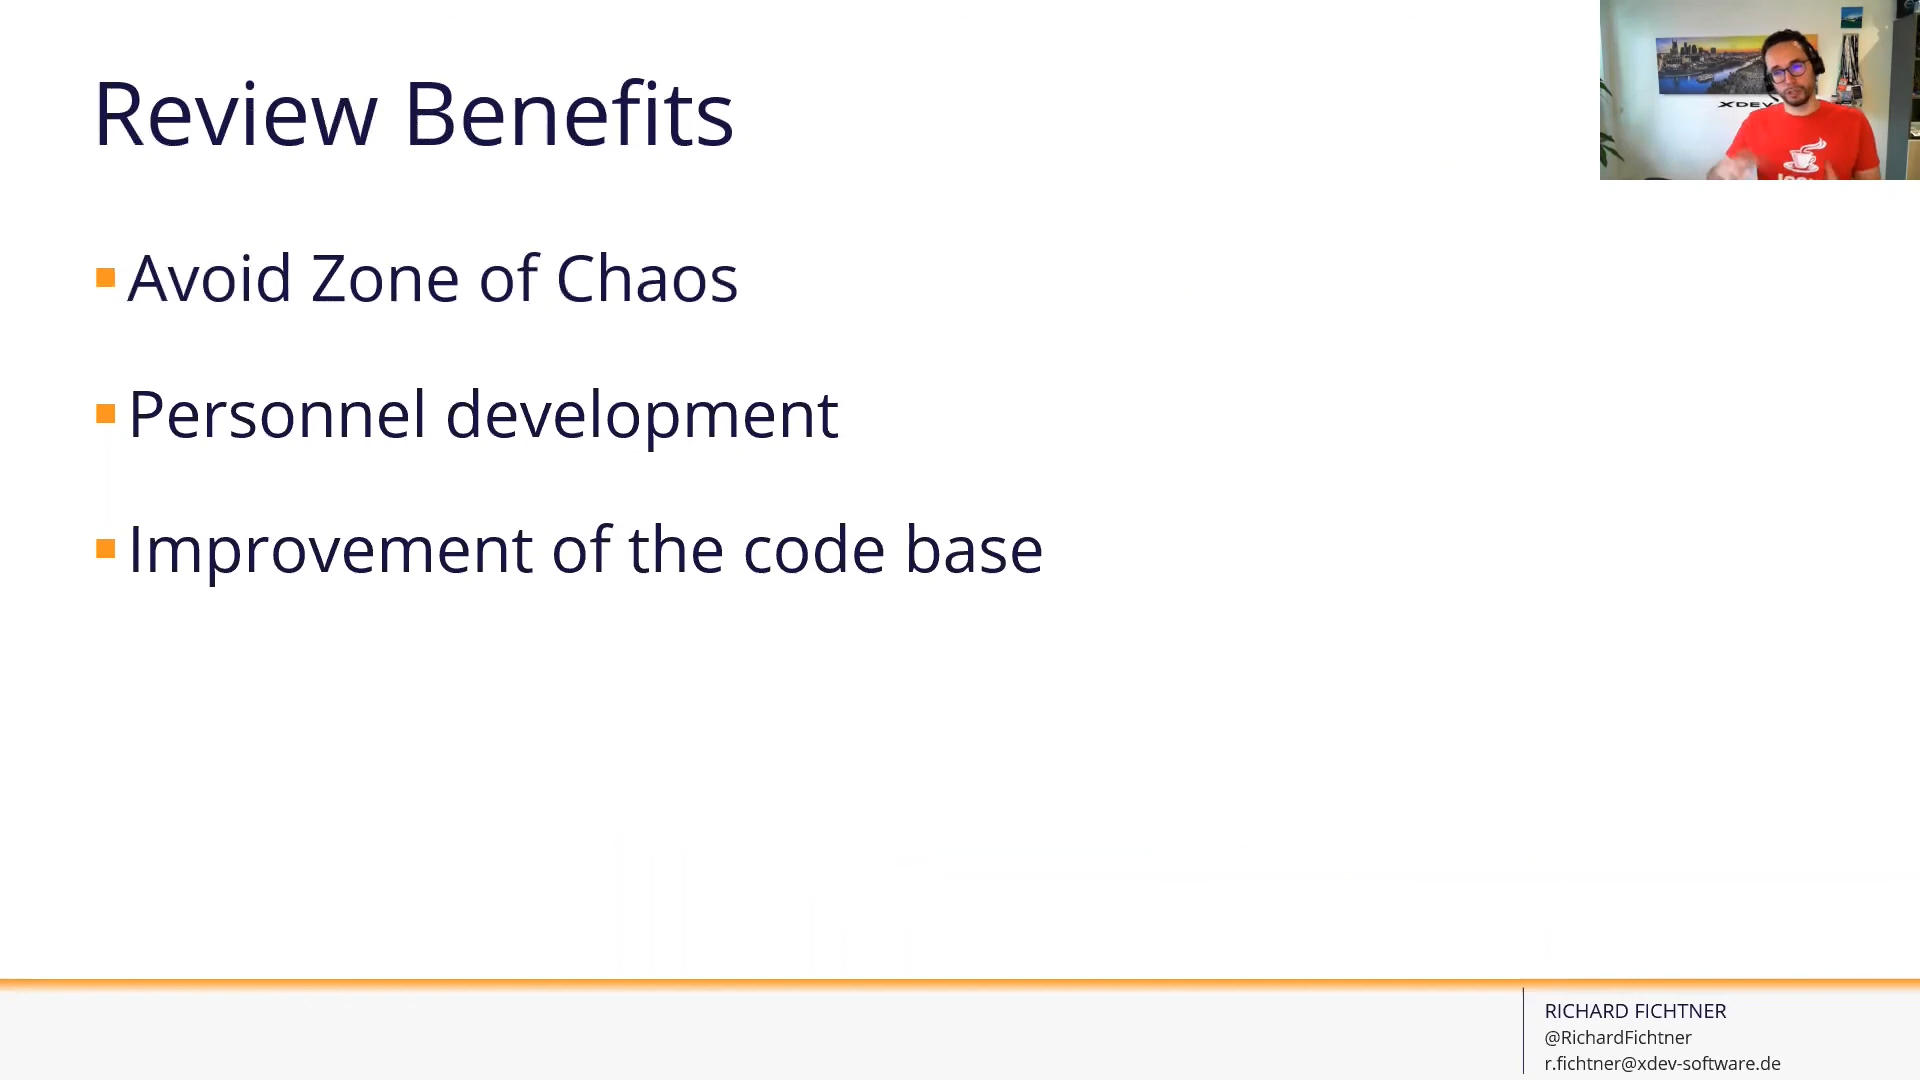 Review Benefits
XDEV
Avoid Zone of Chaos
Personnel development
Improvement of the code base
RICHARD FICHTNER
@RichardFichtner
r.fichtner@xdev-software.de